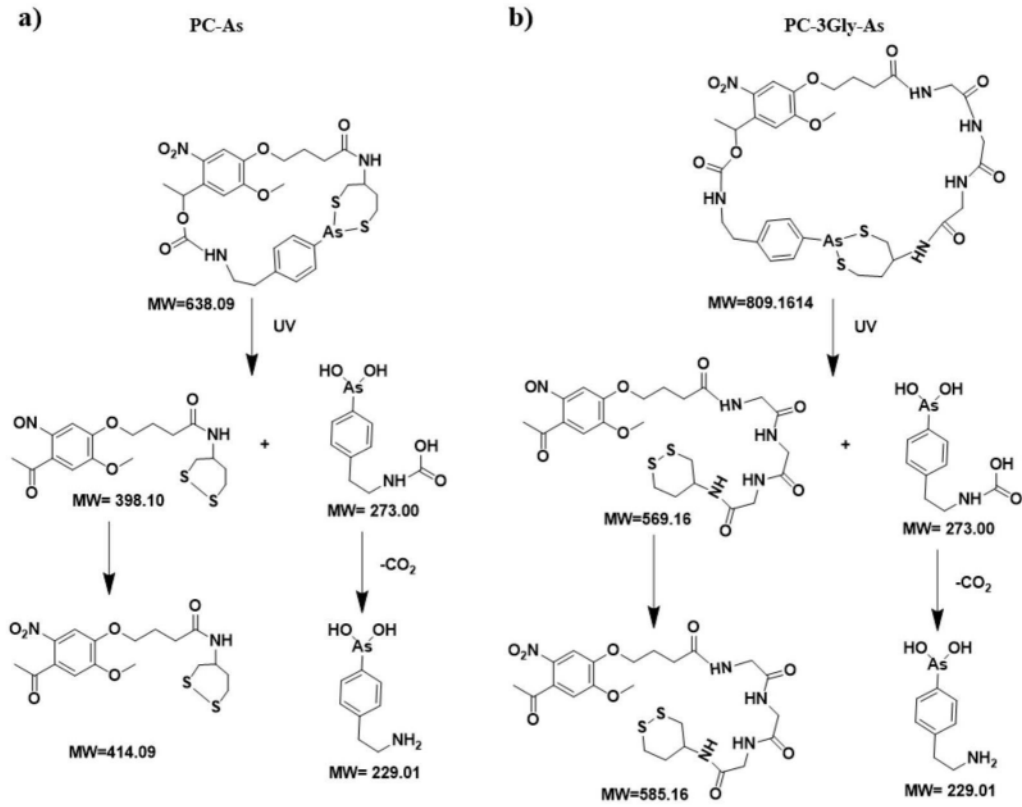 a)
PC-As
b)
PC-3Gly-As
O2N
O
O
NH
O
O
O
NH
S
As
S
MW=638.09
UV
O2N
O
O
HN
O
HN
O
HN
O
O
O
O
NH
As
S
S
HN
O
MW=809.1614
UV
ON
O
O
NH
O
O
S
S
MW= 398.10
+
HO
OH
As
OH
NH
O
MW= 273.00
ON
O
O
HN
O
NH
O
O
S
S
NH
O
HN
O
MW=569.16
+
HO
OH
As
OH
NH
O
MW= 273.00
-CO2
-CO2
O2N
O
O
NH
O
O
S
S
MW=414.09
HO
OH
As
NH2
MW= 229.01
O2N
O
O
HN
O
NH
O
O
S
S
NH
O
HN
O
MW=585.16
HO
OH
As
NH2
MW= 229.01